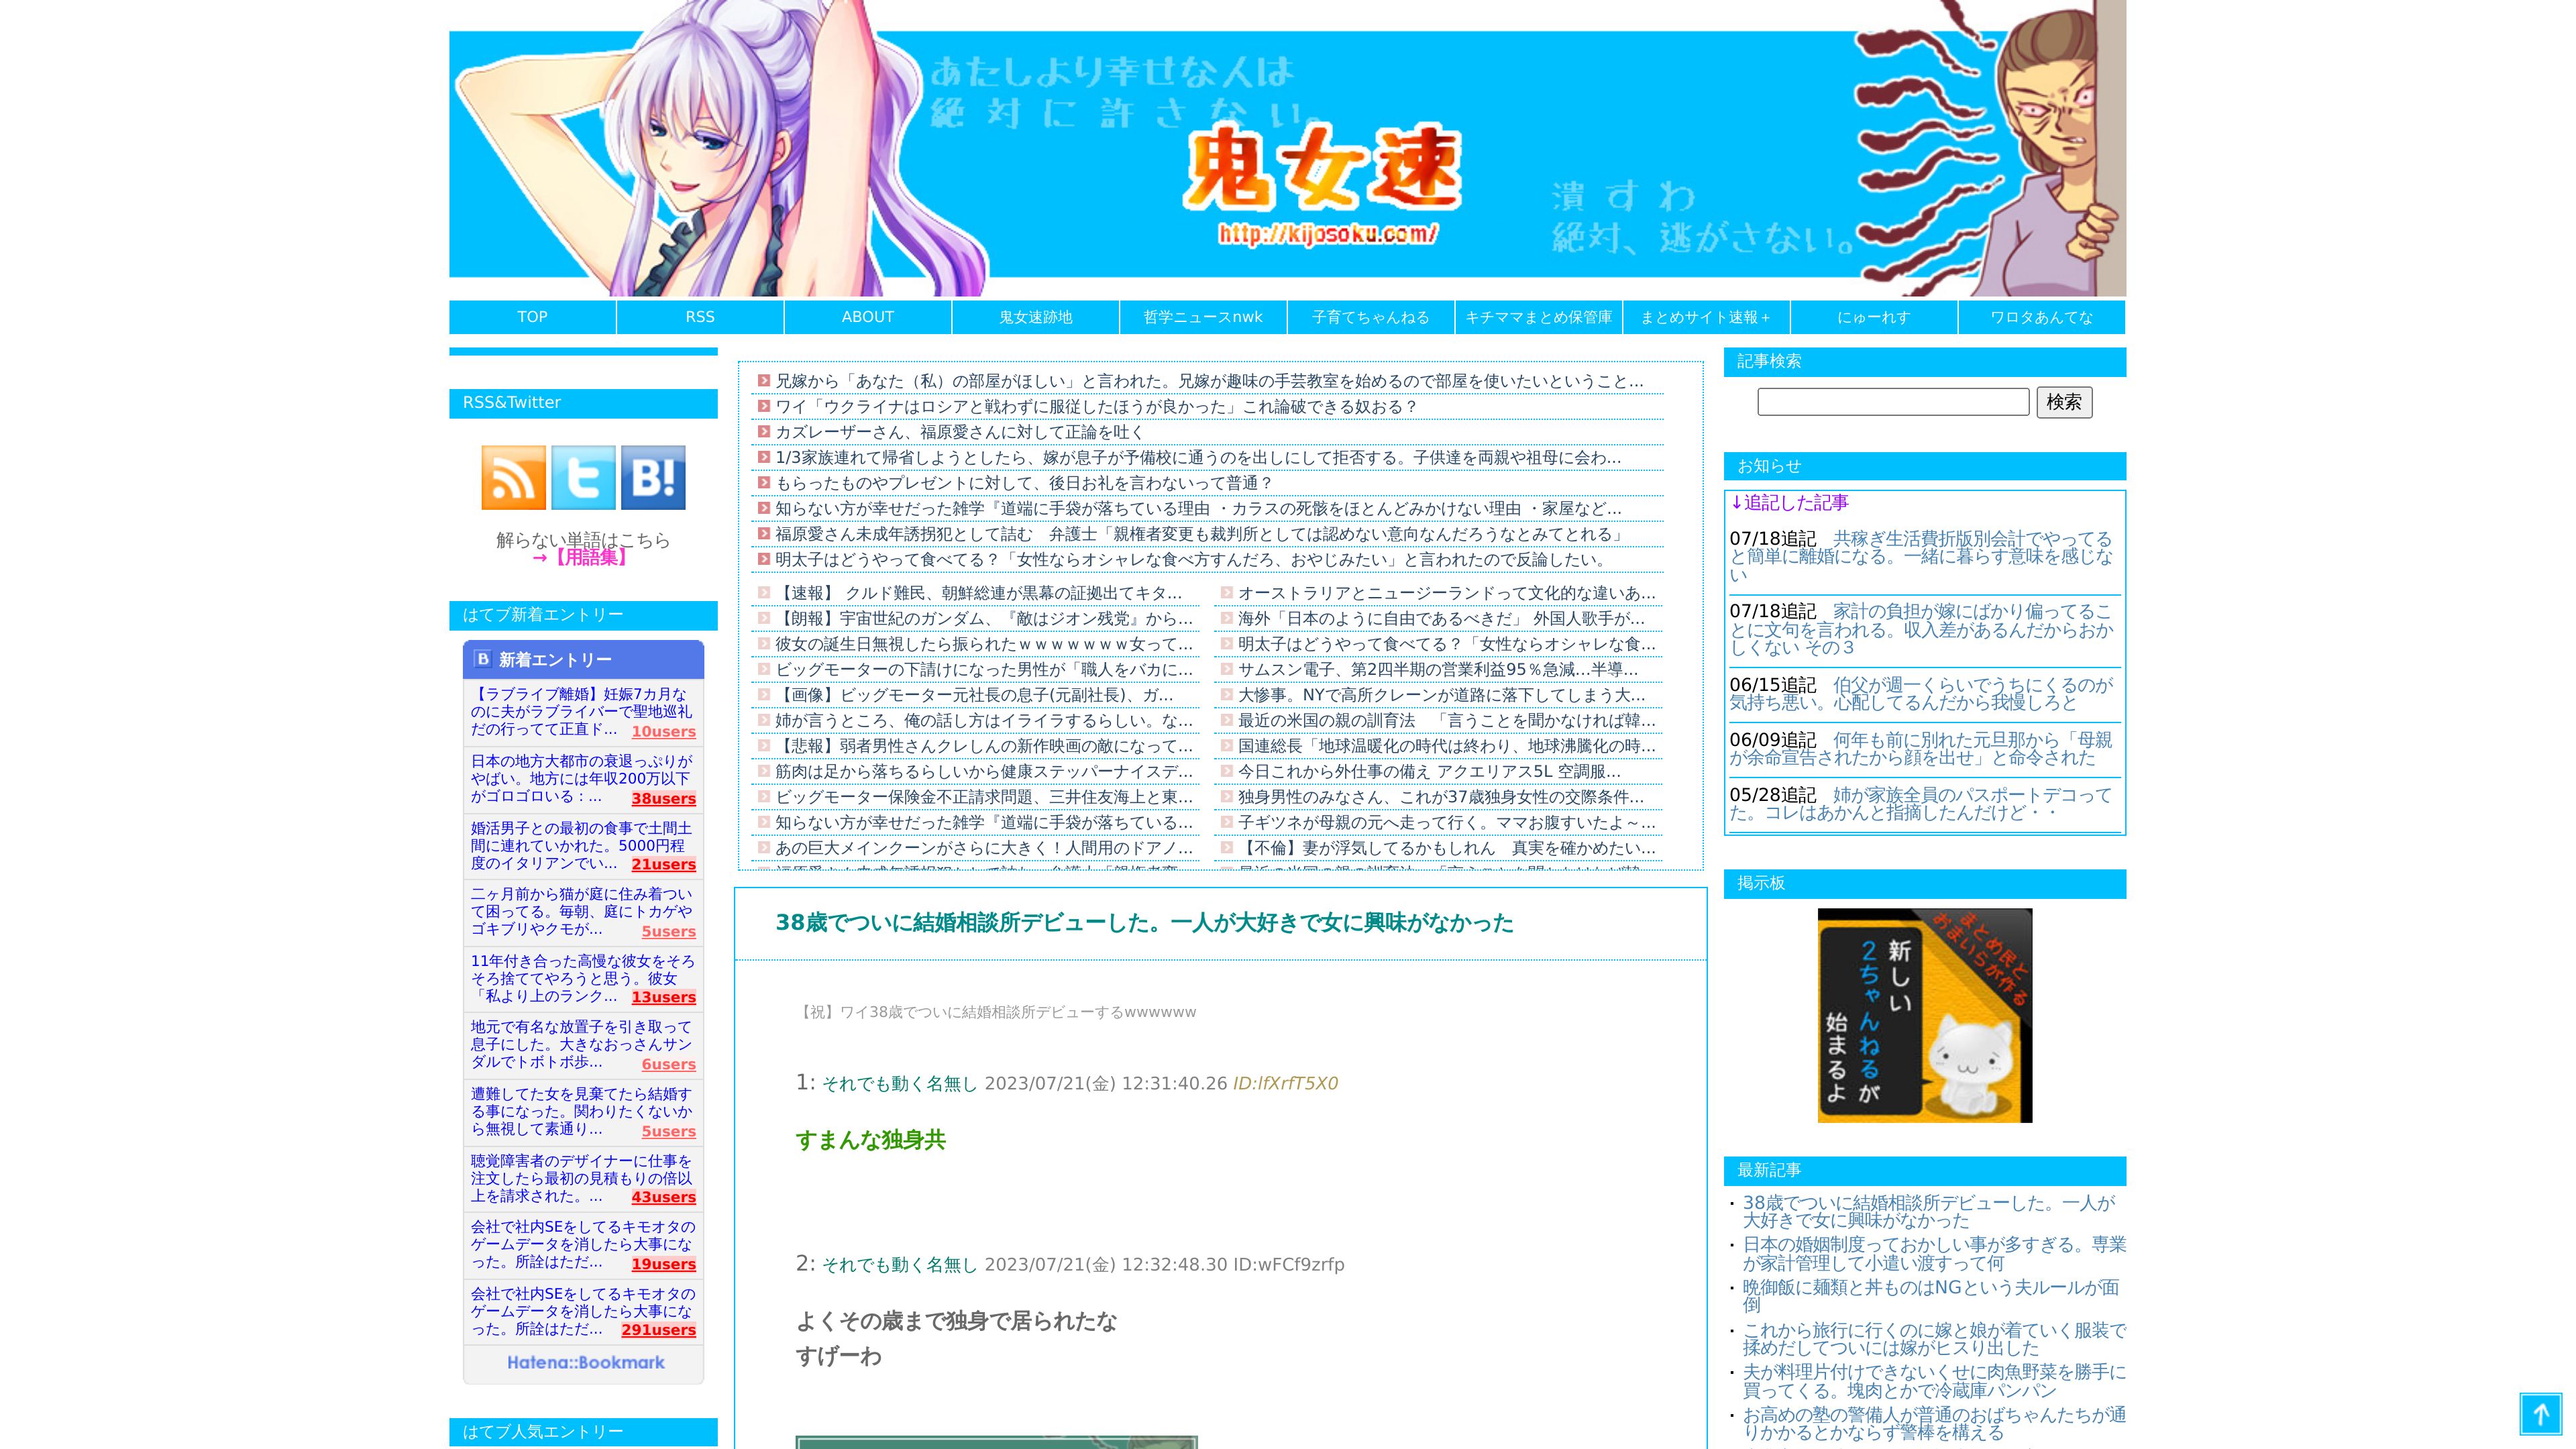 あたしより幸せな人は
絶対に許さない。
鬼女速
http://kijosoku.com/
潰すわ
絶対、逃がさない。
TOP
RSS
ABOUT
鬼女速跡地
哲学ニュースnwk
子育てちゃんねる
キチママまとめ保管庫
まとめサイト速報＋
にゅーれす
ワロタあんてな
RSS&Twitter
B!
解らない単語はこちら
→【用語集】
はてブ新着エントリー
B 新着エントリー
【ラブライブ離婚】妊娠7カ月な
のに夫がラブライバーで聖地巡礼
だの行ってて正直ド... 10users
日本の地方大都市の衰退っぷりが
やばい。地方には年収200万以下
がゴロゴロいる : ... 38users
婚活男子との最初の食事で土間土
間に連れていかれた。5000円程
度のイタリアンでい... 21users
二ヶ月前から猫が庭に住み着つい
て困ってる。毎朝、庭にトカゲや
ゴキブリやクモが... 5users
11年付き合った高慢な彼女をそろ
そろ捨ててやろうと思う。彼女
「私より上のランク... 13users
地元で有名な放置子を引き取って
息子にした。大きなおっさんサン
ダルでトボトボ歩... 6users
遭難してた女を見棄てたら結婚す
る事になった。関わりたくないか
ら無視して素通り... 5users
聴覚障害者のデザイナーに仕事を
注文したら最初の見積もりの倍以
上を請求された。... 43users
会社で社内SEをしてるキモオタの
ゲームデータを消したら大事にな
った。所詮はただ... 19users
会社で社内SEをしてるキモオタの
ゲームデータを消したら大事にな
った。所詮はただ... 291users
Hatena::Bookmark
はてブ人気エントリー
兄嫁から「あなた（私）の部屋がほしい」と言われた。兄嫁が趣味の手芸教室を始めるので部屋を使いたいということ...
ワイ「ウクライナはロシアと戦わずに服従したほうが良かった」これ論破できる奴おる？
カズレーザーさん、福原愛さんに対して正論を吐く
1/3家族連れて帰省しようとしたら、嫁が息子が予備校に通うのを出しにして拒否する。子供達を両親や祖母に会わ...
もらったものやプレゼントに対して、後日お礼を言わないって普通？
知らない方が幸せだった雑学『道端に手袋が落ちている理由 ・カラスの死骸をほとんどみかけない理由 ・家屋など...
福原愛さん未成年誘拐犯として詰む　弁護士「親権者変更も裁判所としては認めない意向なんだろうなとみてとれる」
明太子はどうやって食べてる？「女性ならオシャレな食べ方すんだろ、おやじみたい」と言われたので反論したい。
【速報】 クルド難民、朝鮮総連が黒幕の証拠出てキタ...
【朗報】宇宙世紀のガンダム、『敵はジオン残党』から...
彼女の誕生日無視したら振られたｗｗｗｗｗｗｗ女って...
ビッグモーターの下請けになった男性が「職人をバカに...
【画像】ビッグモーター元社長の息子(元副社長)、ガ...
姉が言うところ、俺の話し方はイライラするらしい。な...
【悲報】弱者男性さんクレしんの新作映画の敵になって...
筋肉は足から落ちるらしいから健康ステッパーナイスデ...
ビッグモーター保険金不正請求問題、三井住友海上と東...
知らない方が幸せだった雑学『道端に手袋が落ちている...
あの巨大メインクーンがさらに大きく！人間用のドアノ...
オーストラリアとニュージーランドって文化的な違いあ...
海外「日本のように自由であるべきだ」 外国人歌手が...
明太子はどうやって食べてる？「女性ならオシャレな食...
サムスン電子、第2四半期の営業利益95％急減…半導...
大惨事。NYで高所クレーンが道路に落下してしまう大...
最近の米国の親の訓育法　「言うことを聞かなければ韓...
国連総長「地球温暖化の時代は終わり、地球沸騰化の時...
今日これから外仕事の備え アクエリアス5L 空調服...
独身男性のみなさん、これが37歳独身女性の交際条件...
子ギツネが母親の元へ走って行く。ママお腹すいたよ～...
【不倫】妻が浮気してるかもしれん　真実を確かめたい...
38歳でついに結婚相談所デビューした。一人が大好きで女に興味がなかった
【祝】ワイ38歳でついに結婚相談所デビューするwwwwww
1: それでも動く名無し 2023/07/21(金) 12:31:40.26 ID:lfXrfT5X0
すまんな独身共
2: それでも動く名無し 2023/07/21(金) 12:32:48.30 ID:wFCf9zrfp
よくその歳まで独身で居られたな
すげーわ
記事検索
検索
お知らせ
↓追記した記事
07/18追記　共稼ぎ生活費折版別会計でやってる
と簡単に離婚になる。一緒に暮らす意味を感じな
い
07/18追記　家計の負担が嫁にばかり偏ってるこ
とに文句を言われる。収入差があるんだからおか
しくない その３
06/15追記　伯父が週一くらいでうちにくるのが
気持ち悪い。心配してるんだから我慢しろと
06/09追記　何年も前に別れた元旦那から「母親
が余命宣告されたから顔を出せ」と命令された
05/28追記　姉が家族全員のパスポートデコって
た。コレはあかんと指摘したんだけど・・
掲示板
まとめ民と
おまいらが作る
新しい
２ちゃんねるが
始まるよ
最新記事
・38歳でついに結婚相談所デビューした。一人が
大好きで女に興味がなかった
・日本の婚姻制度っておかしい事が多すぎる。専業
が家計管理して小遣い渡すって何
・晩御飯に麺類と丼ものはNGという夫ルールが面
倒
・これから旅行に行くのに嫁と娘が着ていく服装で
揉めだしてついには嫁がヒスり出した
・夫が料理片付けできないくせに肉魚野菜を勝手に
買ってくる。塊肉とかで冷蔵庫パンパン
・お高めの塾の警備人が普通のおばちゃんたちが通
りかかるとかならず警棒を構える